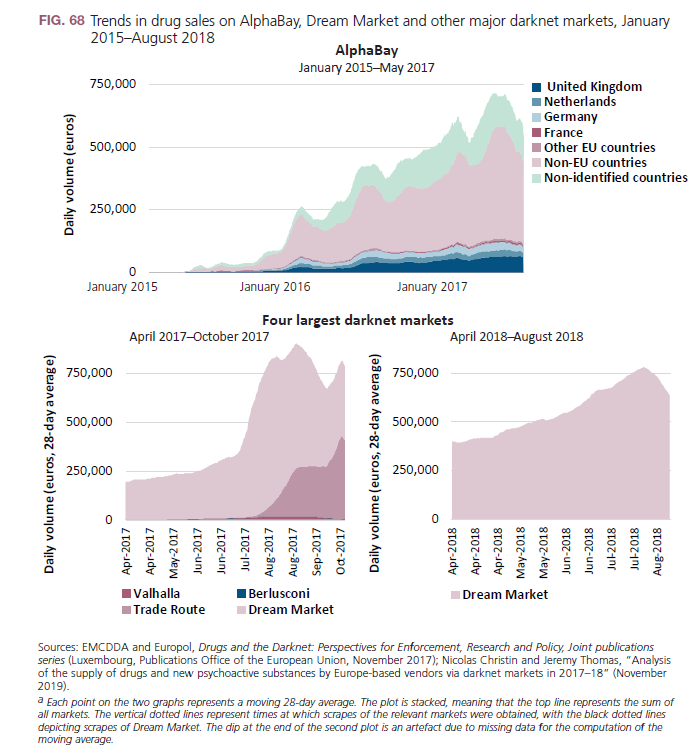 FIG. 68 Trends in drug sales on AlphaBay, Dream Market and other major darknet markets, January
2015–August 2018
AlphaBay
January 2015–May 2017
Daily volume (euros)
750,000
500,000
250,000
0
January 2015
January 2016
January 2017
United Kingdom
Netherlands
Germany
France
Other EU countries
Non-EU countries
Non-identified countries
Four largest darknet markets
April 2017–October 2017
Daily volume (euros, 28-day average)
750,000
500,000
250,000
0
Apr-2017
Apr-2017
May-2017
Jun-2017
Jun-2017
Jul-2017
Aug-2017
Aug-2017
Sep-2017
Oct-2017
Valhalla
Berlusconi
Trade Route
Dream Market
April 2018–August 2018
Daily volume (euros, 28-day average)
750,000
500,000
250,000
0
Apr-2018
Apr-2018
Apr-2018
May-2018
May-2018
Jun-2018
Jun-2018
Jul-2018
Jul-2018
Aug-2018
Dream Market
Sources: EMCDDA and Europol, Drugs and the Darknet: Perspectives for Enforcement, Research and Policy, Joint publications
series (Luxembourg, Publications Office of the European Union, November 2017); Nicolas Christin and Jeremy Thomas, “Analysis
of the supply of drugs and new psychoactive substances by Europe-based vendors via darknet markets in 2017–18” (November
2019).
a Each point on the two graphs represents a moving 28-day average. The plot is stacked, meaning that the top line represents the sum of
all markets. The vertical dotted lines represent times at which scrapes of the relevant markets were obtained, with the black dotted lines
depicting scrapes of Dream Market. The dip at the end of the second plot is an artefact due to missing data for the computation of the
moving average.